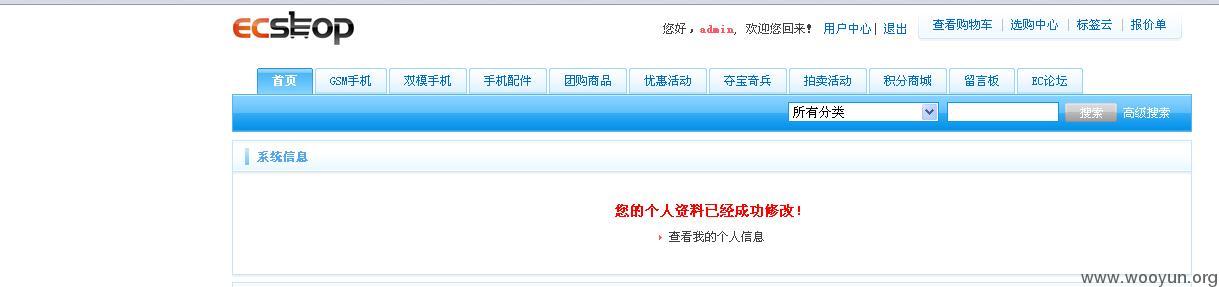 ECSHOP
您好，admin, 欢迎您回来! 用户中心| 退出
查看购物车 | 选购中心 | 标签云 | 报价单
首页 GSM手机 双模手机 手机配件 团购商品 优惠活动 夺宝奇兵 拍卖活动 积分商城 留言板 EC论坛
所有分类 搜索 高级搜索
系统信息
您的个人资料已经成功修改!
查看我的个人信息
www.wooyun.org